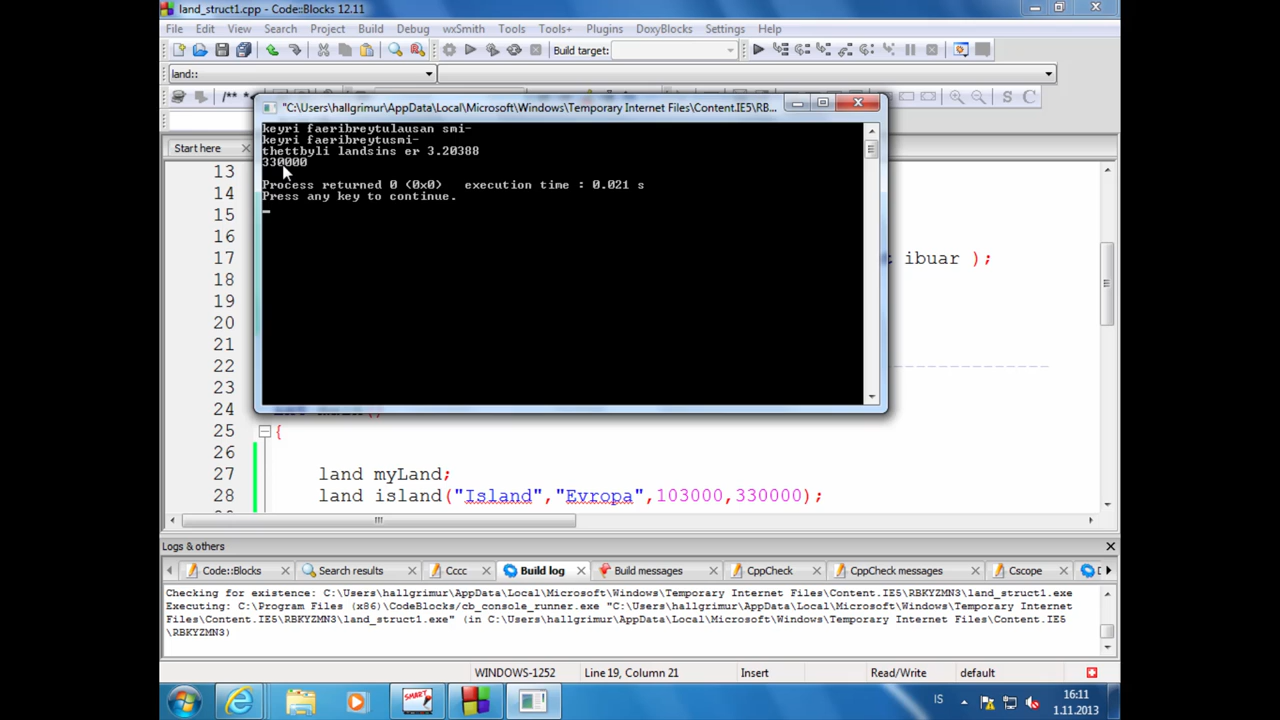 land_struct1.cpp - Code::Blocks 12.11
File Edit View Search Project Build Debug wxSmith Tools Tools+ Plugins DoxyBlocks Settings Help
Build target:
land::
/** *
S C
"C:\Users\hallgrimur\AppData\Local\Microsoft\Windows\Temporary Internet Files\Content.IE5\RB...
keyri faeribreytulausan smi-
keyri faeribreytusmi-
thettbyli landsins er 3.20388
330000
Process returned 0 (0x0) execution time : 0.021 s
Press any key to continue.
Start here
13
14
15
16
17 ibuar );
18
19
20
21
22
23
24
25 {
26
27 land myLand;
28 land island("Island","Evropa",103000,330000);
Logs & others
Code::Blocks Search results Cccc Build log Build messages CppCheck CppCheck messages Cscope D
Checking for existence: C:\Users\hallgrimur\AppData\Local\Microsoft\Windows\Temporary Internet Files\Content.IE5\RBKYZMN3\land_struct1.exe
Executing: C:\Program Files (x86)\CodeBlocks/cb_console_runner.exe "C:\Users\hallgrimur\AppData\Local\Microsoft\Windows\Temporary Internet
Files\Content.IE5\RBKYZMN3\land_struct1.exe" (in C:\Users\hallgrimur\AppData\Local\Microsoft\Windows\Temporary Internet Files\Content.IE5
\RBKYZMN3)
WINDOWS-1252 Line 19, Column 21 Insert Read/Write default
SMART
IS
16:11
1.11.2013